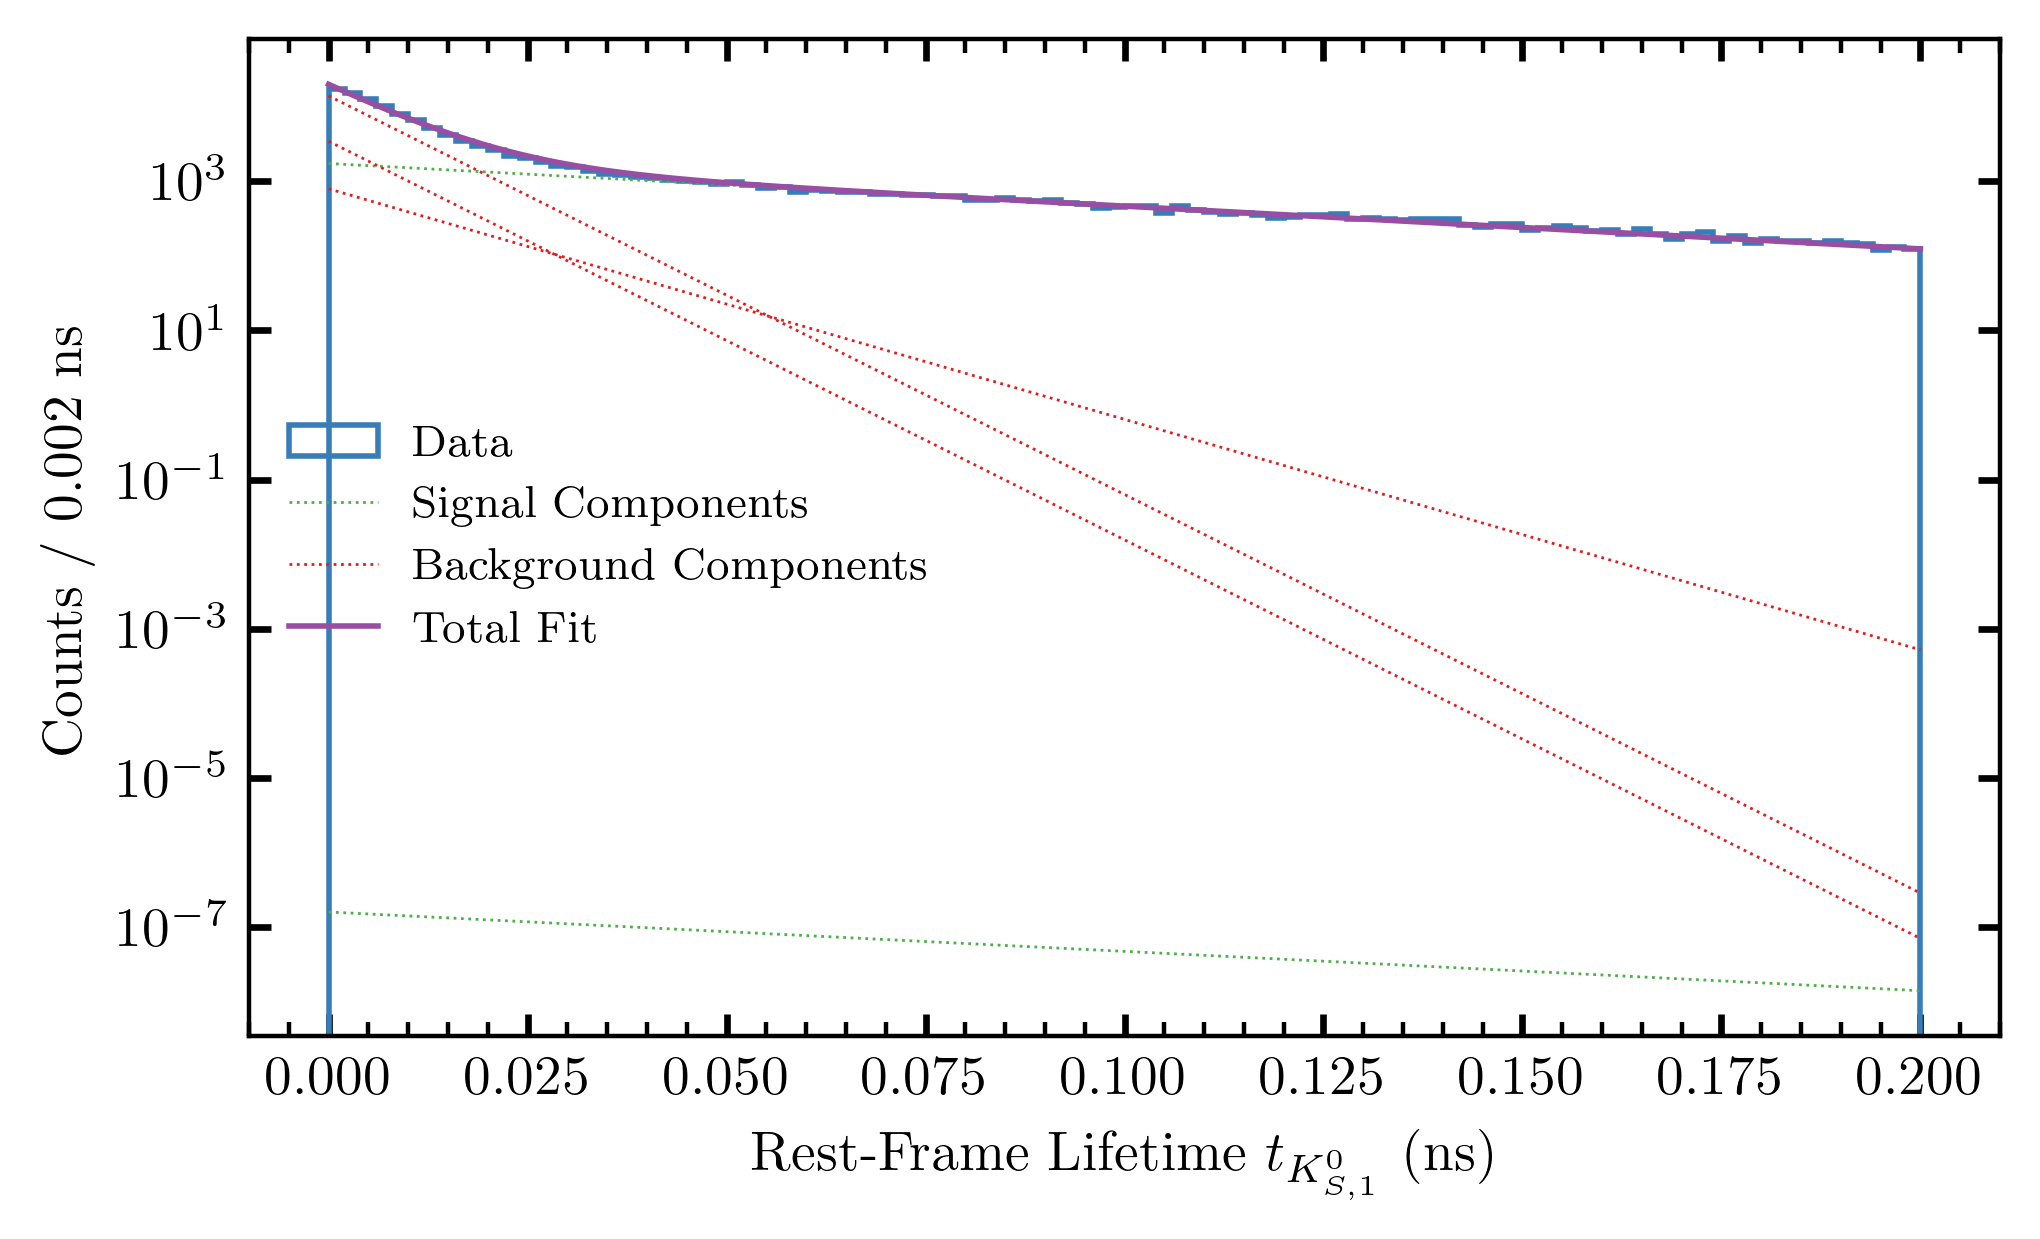 Counts / 0.002 ns
10³
10¹
10⁻¹
10⁻³
10⁻⁵
10⁻⁷
Data
Signal Components
Background Components
Total Fit
0.000 0.025 0.050 0.075 0.100 0.125 0.150 0.175 0.200
Rest-Frame Lifetime $t_{K^0_{S,1}}$ (ns)